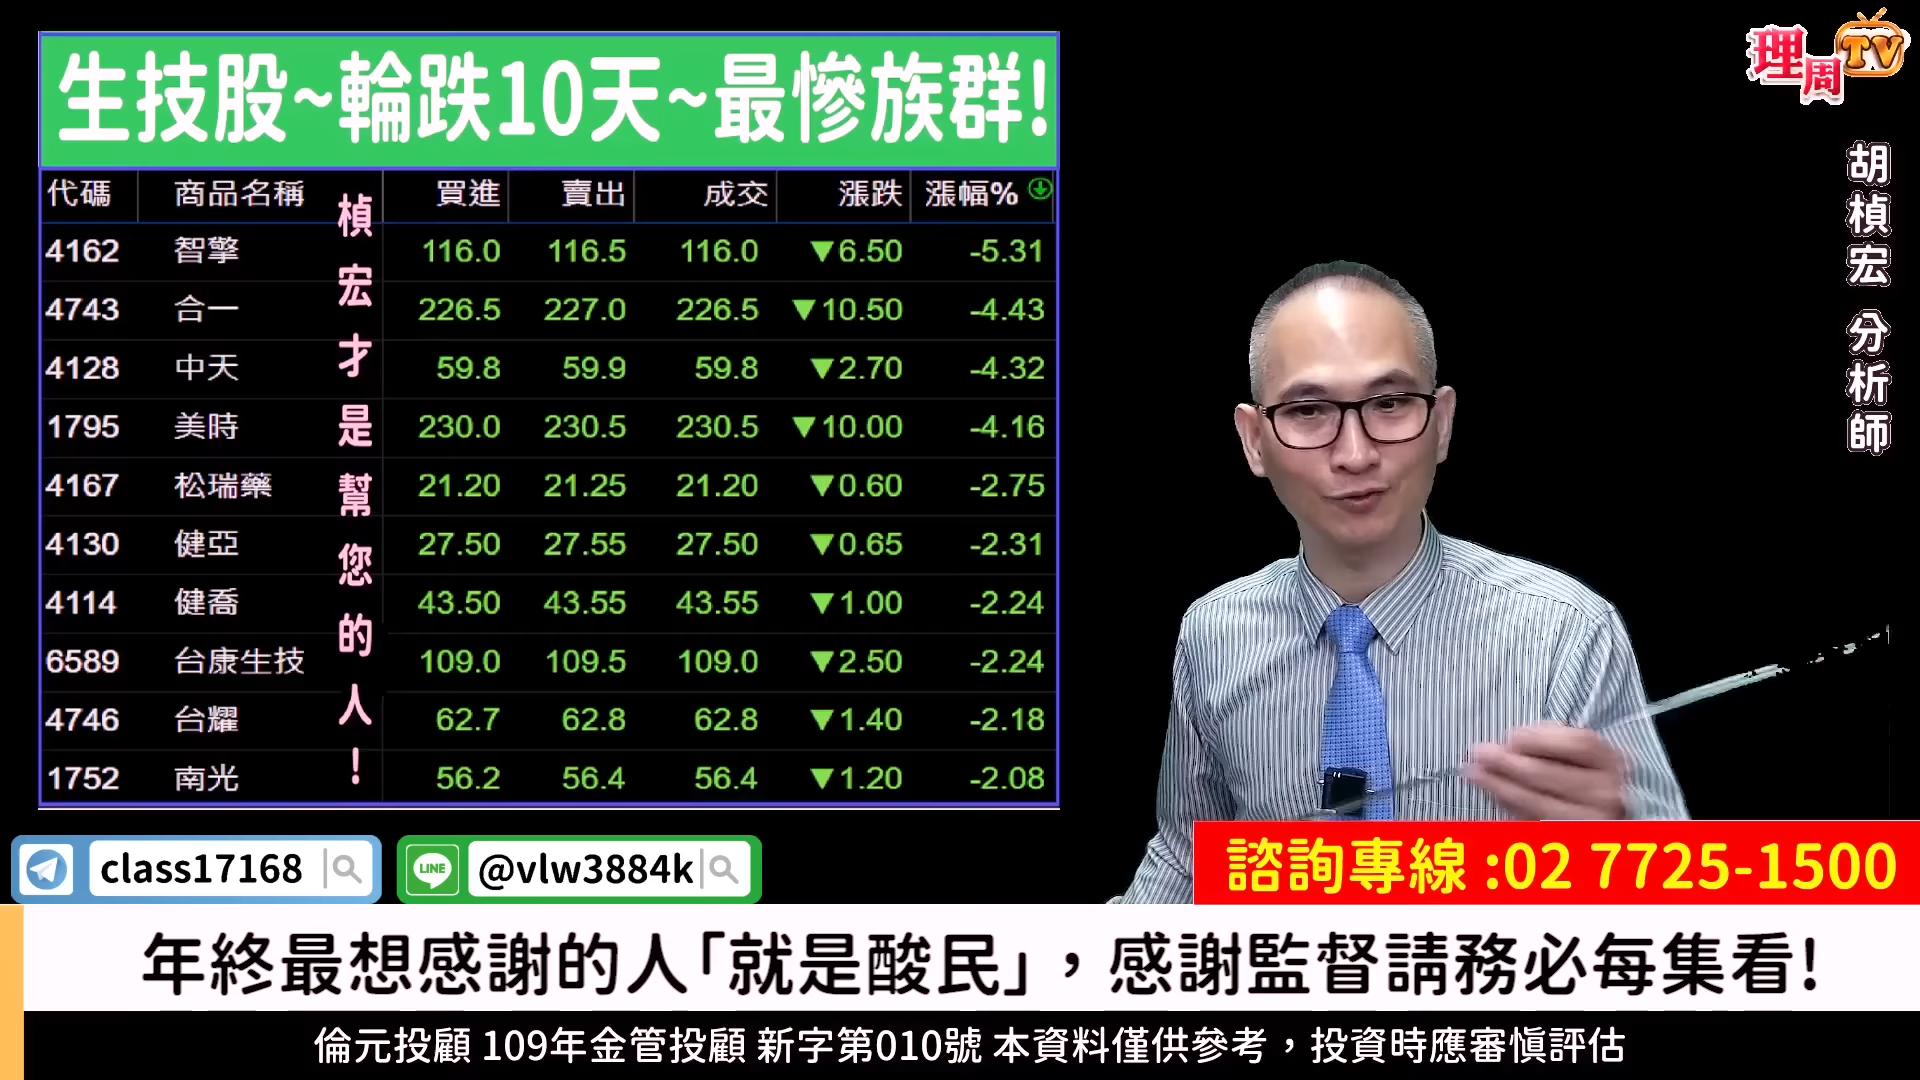 生技股~輪跌10天~最慘族群!
代碼 商品名稱 買進 賣出 成交 漲跌 漲幅%
4162 智擎 116.0 116.5 116.0 ▼6.50 -5.31
4743 合一 226.5 227.0 226.5 ▼10.50 -4.43
4128 中天 59.8 59.9 59.8 ▼2.70 -4.32
1795 美時 230.0 230.5 230.5 ▼10.00 -4.16
4167 松瑞藥 21.20 21.25 21.20 ▼0.60 -2.75
4130 健亞 27.50 27.55 27.50 ▼0.65 -2.31
4114 健喬 43.50 43.55 43.55 ▼1.00 -2.24
6589 台康生技 109.0 109.5 109.0 ▼2.50 -2.24
4746 台耀 62.7 62.8 62.8 ▼1.40 -2.18
1752 南光 56.2 56.4 56.4 ▼1.20 -2.08
楨宏才是幫您的人!
理周TV
胡楨宏 分析師
class17168
LINE @vlw3884k
諮詢專線:02 7725-1500
年終最想感謝的人「就是酸民」,感謝監督請務必每集看!
倫元投顧 109年金管投顧 新字第010號 本資料僅供參考,投資時應審慎評估